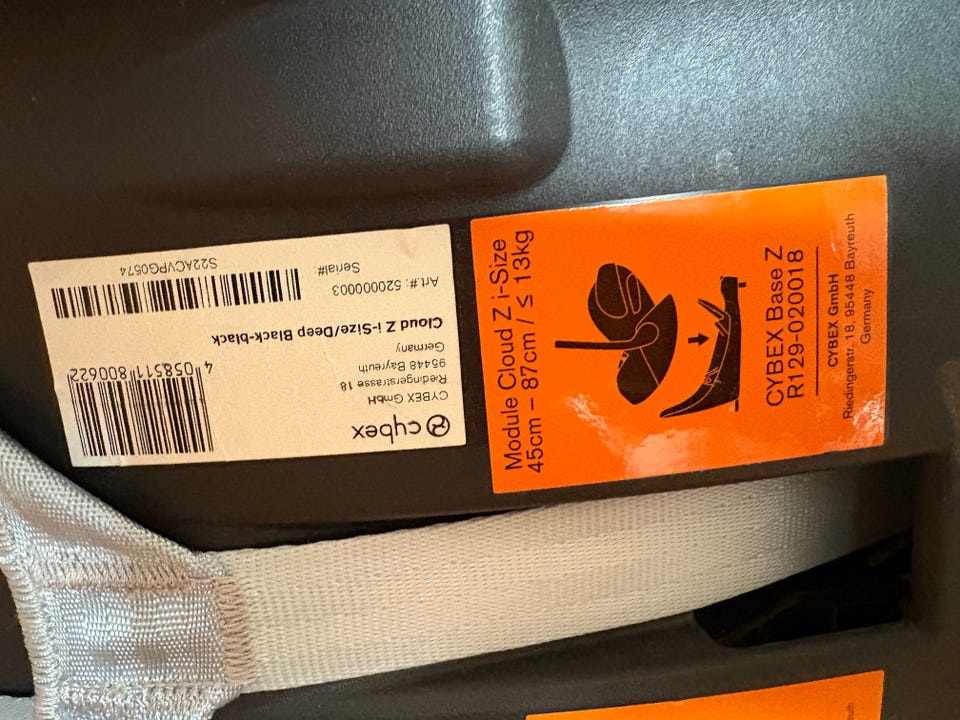 cybex
CYBEX GmbH
Riedingerstrasse 18
95448 Bayreuth
Germany
4 058511 800622
Cloud Z i-Size/Deep Black-black
Art.#: 520000003
Serial#:
S22ACVPG0574
Module Cloud Z i-Size
45cm – 87cm / ≤ 13kg
CYBEX Base Z
R129-020018
CYBEX GmbH
Riedingerstr. 18, 95448 Bayreuth
Germany